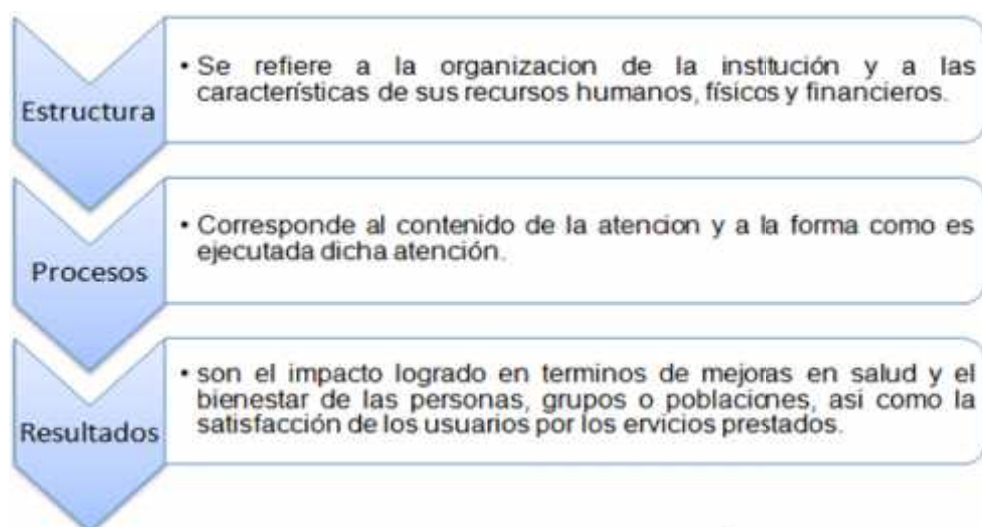 Estructura
• Se refiere a la organizacion de la institución y a las
características de sus recursos humanos, físicos y financieros.
Procesos
• Corresponde al contenido de la atencion y a la forma como es
ejecutada dicha atención.
Resultados
• son el impacto logrado en terminos de mejoras en salud y el
bienestar de las personas, grupos o poblaciones, asi como la
satisfacción de los usuarios por los ervicios prestados.